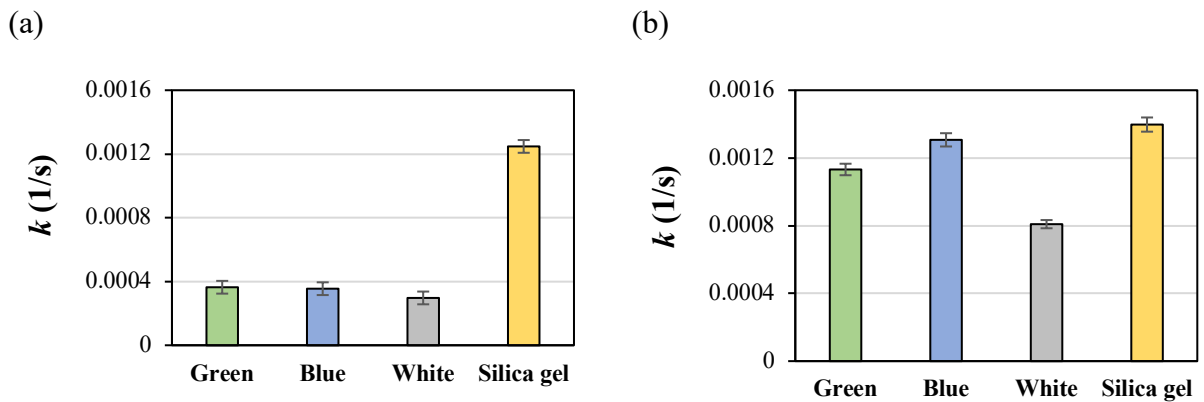 (a)
0.0016
0.0012
0.0008
0.0004
0
k (1/s)
Green Blue White Silica gel
(b)
0.0016
0.0012
0.0008
0.0004
0
k (1/s)
Green Blue White Silica gel